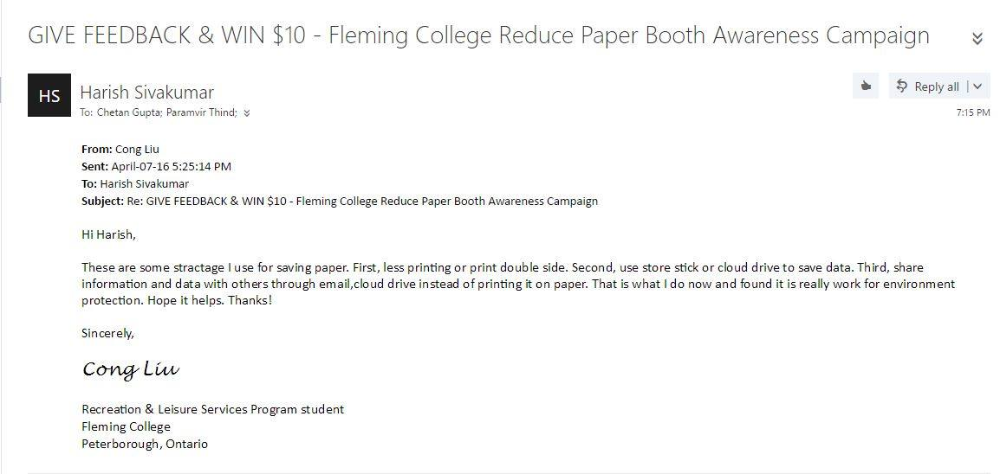 GIVE FEEDBACK & WIN $10 - Fleming College Reduce Paper Booth Awareness Campaign
HS
Harish Sivakumar
Reply all
To: Chetan Gupta; Paramvir Thind;
7:15 PM
From: Cong Liu
Sent: April-07-16 5:25:14 PM
To: Harish Sivakumar
Subject: Re: GIVE FEEDBACK & WIN $10 - Fleming College Reduce Paper Booth Awareness Campaign
Hi Harish,
These are some stractage I use for saving paper. First, less printing or print double side. Second, use store stick or cloud drive to save data. Third, share
information and data with others through email,cloud drive instead of printing it on paper. That is what I do now and found it is really work for environment
protection. Hope it helps. Thanks!
Sincerely,
Cong Liu
Recreation & Leisure Services Program student
Fleming College
Peterborough, Ontario